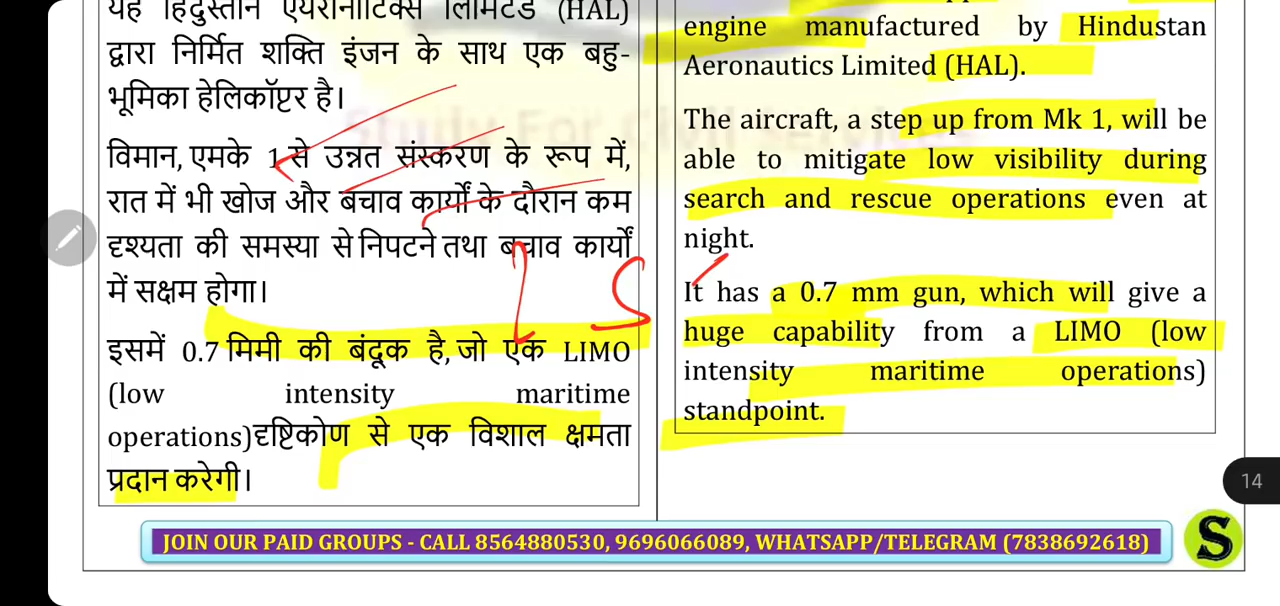 यह हिंदुस्तान एयरोनॉटिक्स लिमिटेड (HAL)
द्वारा निर्मित शक्ति इंजन के साथ एक बहु-
भूमिका हेलिकॉप्टर है।
विमान, एमके 1 से उन्नत संस्करण के रूप में,
रात में भी खोज और बचाव कार्यों के दौरान कम
दृश्यता की समस्या से निपटने तथा बचाव कार्यों
में सक्षम होगा।
इसमें 0.7 मिमी की बंदूक है, जो एक LIMO
(low intensity maritime
operations)दृष्टिकोण से एक विशाल क्षमता
प्रदान करेगी।
engine manufactured by Hindustan
Aeronautics Limited (HAL).
The aircraft, a step up from Mk 1, will be
able to mitigate low visibility during
search and rescue operations even at
night.
It has a 0.7 mm gun, which will give a
huge capability from a LIMO (low
intensity maritime operations)
standpoint.
14
JOIN OUR PAID GROUPS - CALL 8564880530, 9696066089, WHATSAPP/TELEGRAM (7838692618)
S